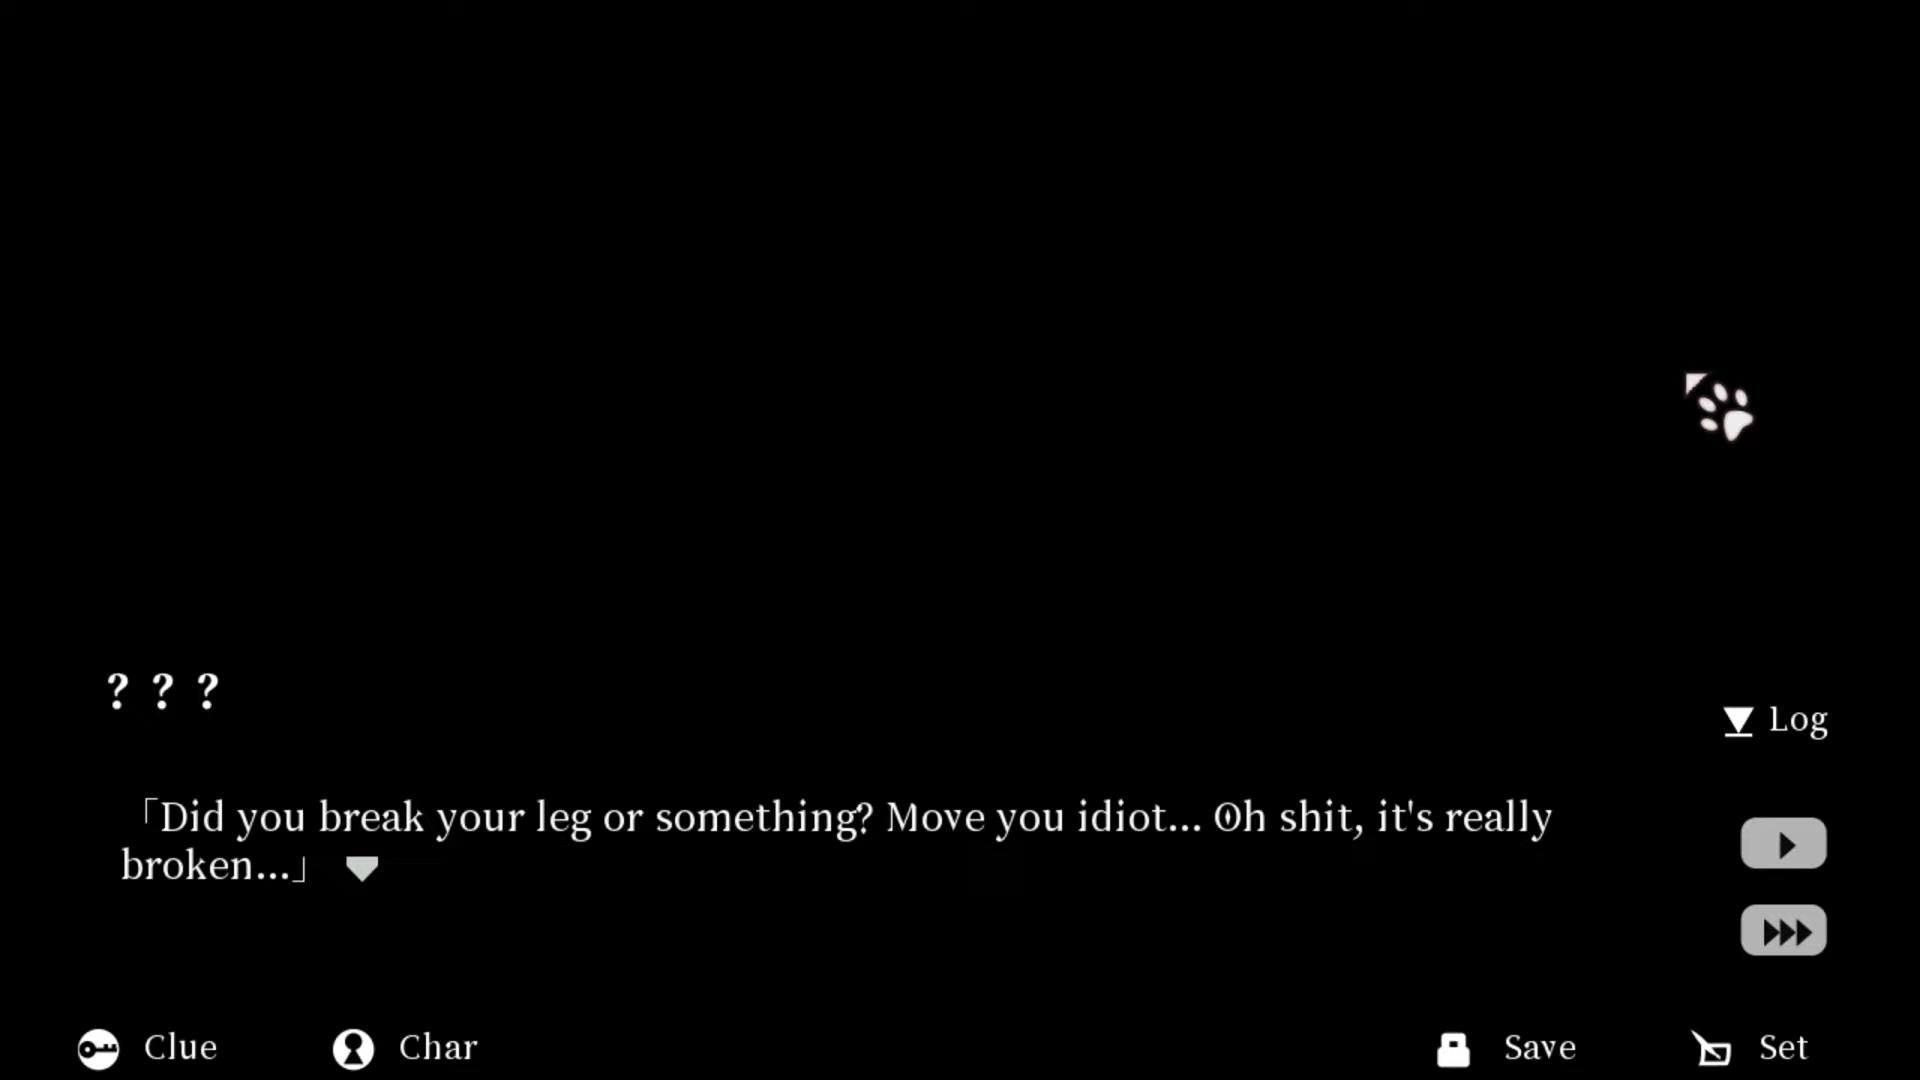 ? ? ?
Log
「Did you break your leg or something? Move you idiot... Oh shit, it's really
broken...」
Clue
Char
Save
Set